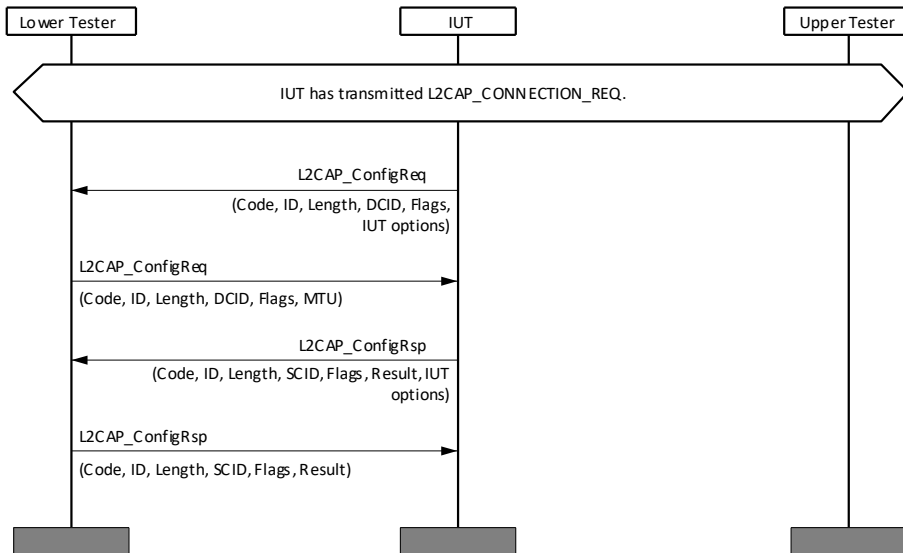 Lower Tester
IUT
Upper Tester
IUT has transmitted L2CAP_CONNECTION_REQ.
L2CAP_ConfigReq
(Code, ID, Length, DCID, Flags,
IUT options)
L2CAP_ConfigReq
(Code, ID, Length, DCID, Flags, MTU)
L2CAP_ConfigRsp
(Code, ID, Length, SCID, Flags, Result, IUT
options)
L2CAP_ConfigRsp
(Code, ID, Length, SCID, Flags, Result)